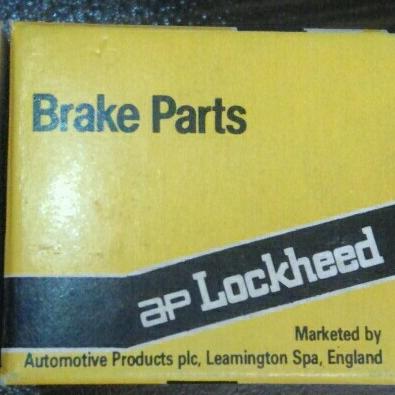 Brake Parts
ap Lockheed
Marketed by
Automotive Products plc, Leamington Spa, England